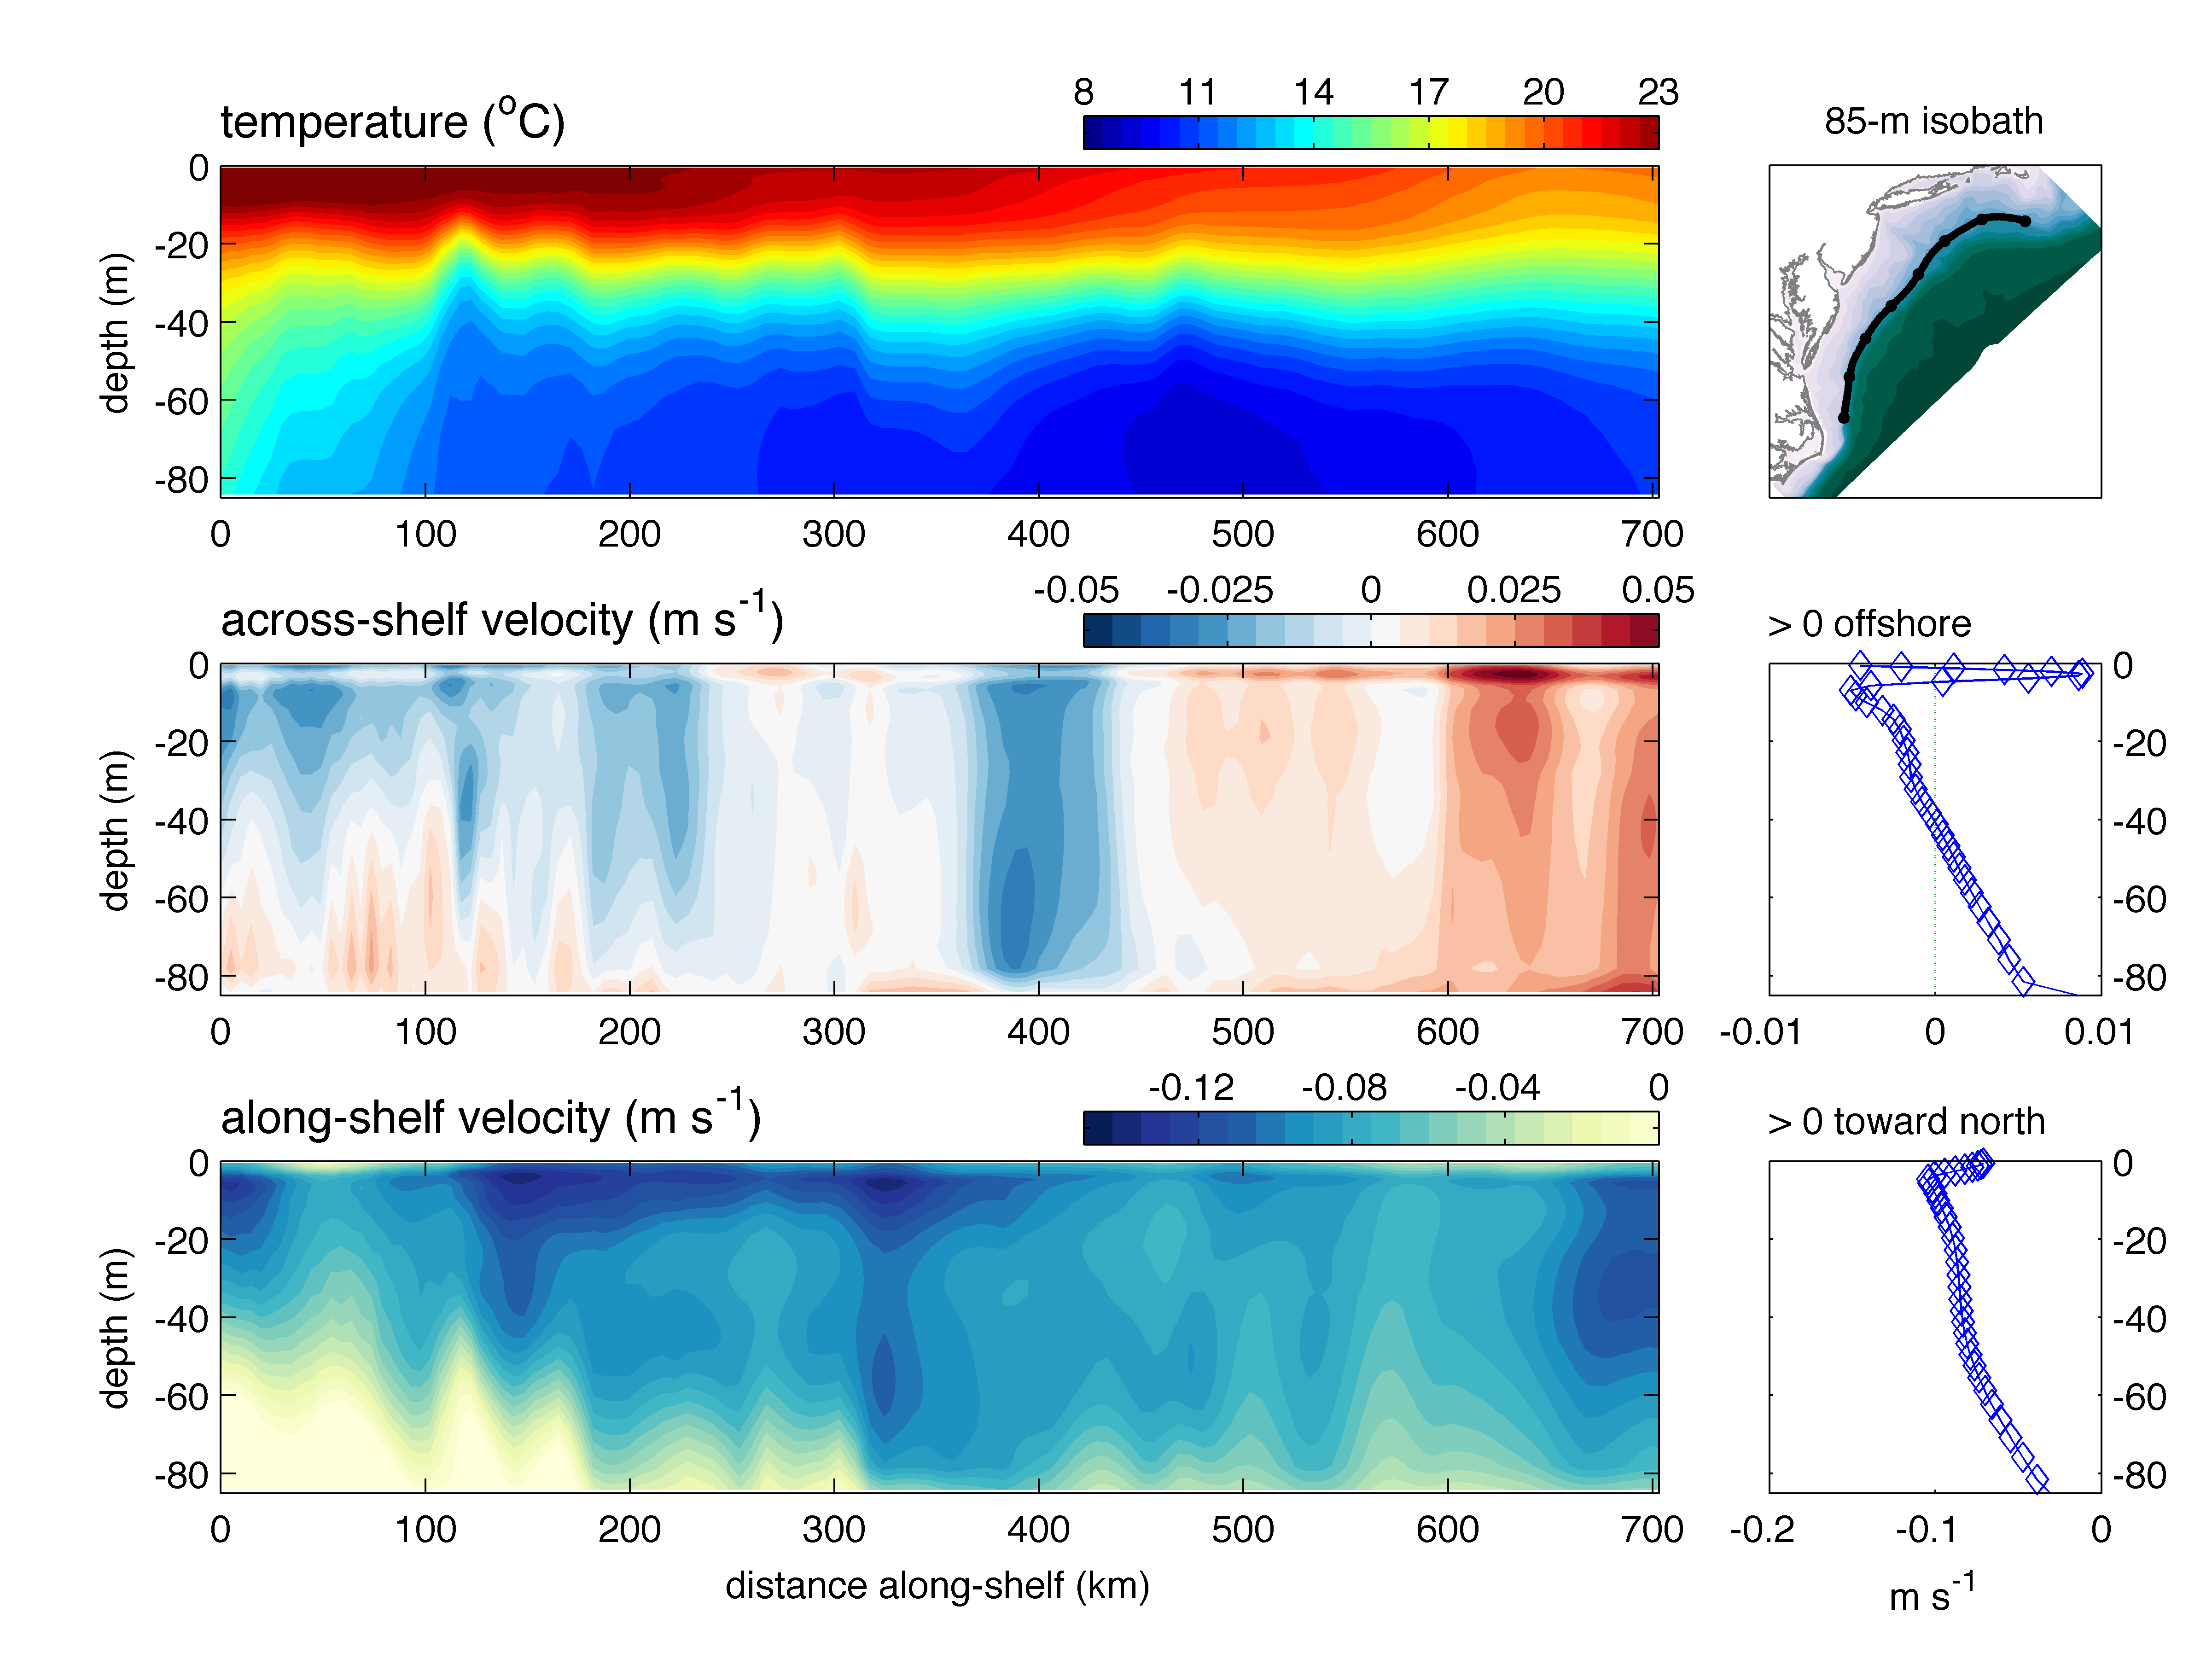 8 11 14 17 20 23
temperature (°C)
85-m isobath
0
-20
-40
-60
-80
depth (m)
0 100 200 300 400 500 600 700
-0.05 -0.025 0 0.025 0.05
across-shelf velocity (m s-1)
> 0 offshore
0
-20
-40
-60
-80
depth (m)
0 100 200 300 400 500 600 700
0
-20
-40
-60
-80
-0.01 0 0.01
-0.12 -0.08 -0.04 0
along-shelf velocity (m s-1)
> 0 toward north
0
-20
-40
-60
-80
depth (m)
0 100 200 300 400 500 600 700
distance along-shelf (km)
0
-20
-40
-60
-80
-0.2 -0.1 0
m s-1